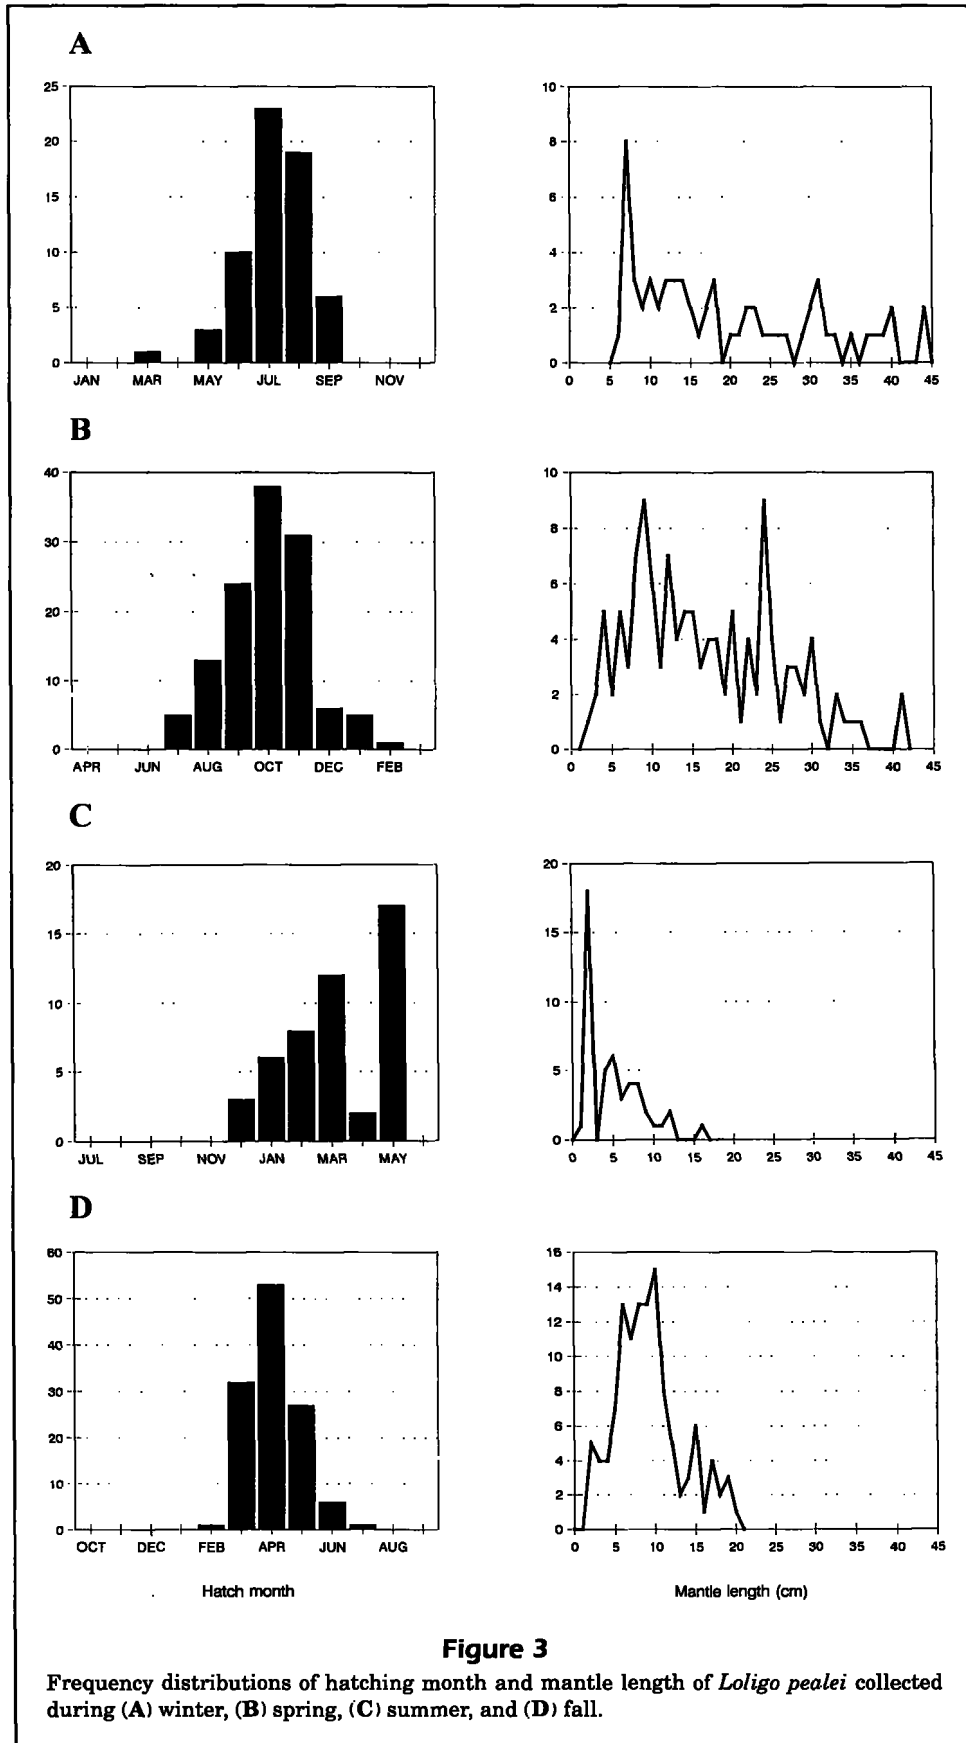 A
25
20
15
10
5
0
JAN MAR MAY JUL SEP NOV
10
8
6
4
2
0
0 5 10 15 20 25 30 35 40 45
B
40
30
20
10
0
APR JUN AUG OCT DEC FEB
10
8
6
4
2
0
0 5 10 15 20 25 30 35 40 45
C
20
15
10
5
0
JUL SEP NOV JAN MAR MAY
20
15
10
5
0
0 5 10 15 20 25 30 35 40 45
D
60
50
40
30
20
10
0
OCT DEC FEB APR JUN AUG
Hatch month
16
14
12
10
8
6
4
2
0
0 5 10 15 20 25 30 35 40 45
Mantle length (cm)
Figure 3
Frequency distributions of hatching month and mantle length of Loligo pealei collected
during (A) winter, (B) spring, (C) summer, and (D) fall.